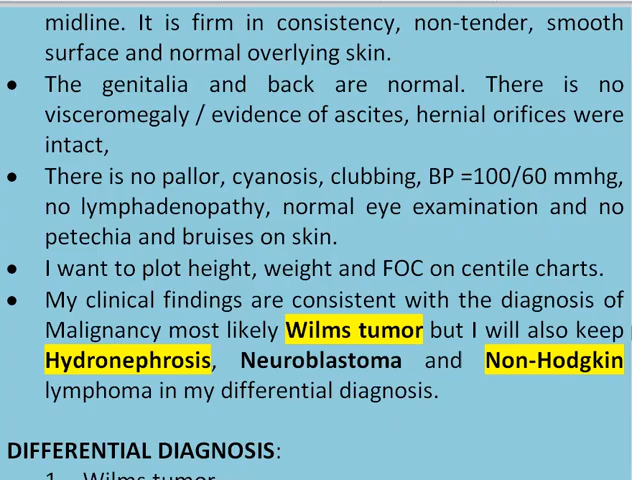 midline. It is firm in consistency, non-tender, smooth
surface and normal overlying skin.
• The genitalia and back are normal. There is no
visceromegaly / evidence of ascites, hernial orifices were
intact,
• There is no pallor, cyanosis, clubbing, BP =100/60 mmhg,
no lymphadenopathy, normal eye examination and no
petechia and bruises on skin.
• I want to plot height, weight and FOC on centile charts.
• My clinical findings are consistent with the diagnosis of
Malignancy most likely Wilms tumor but I will also keep
Hydronephrosis, Neuroblastoma and Non-Hodgkin
lymphoma in my differential diagnosis.
DIFFERENTIAL DIAGNOSIS:
1. Wilms tumor